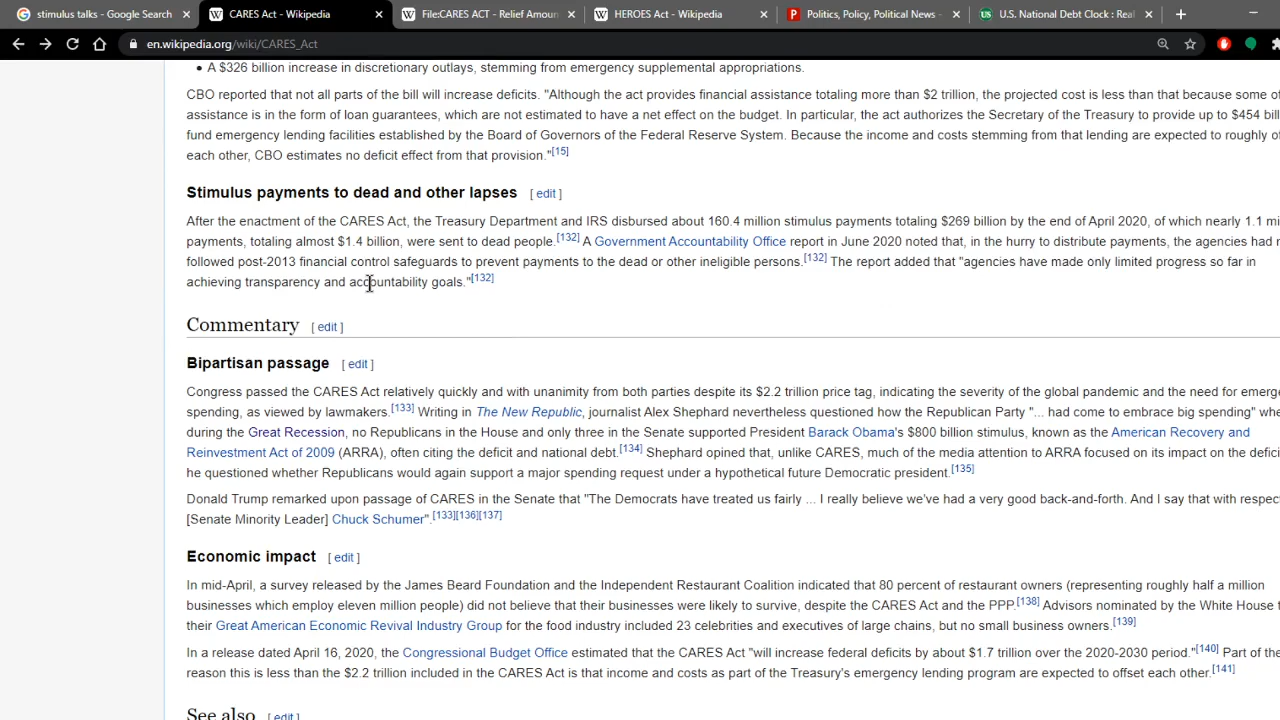 stimulus talks - Google Search
CARES Act - Wikipedia
File:CARES ACT - Relief Amoun
HEROES Act - Wikipedia
Politics, Policy, Political News -
U.S. National Debt Clock : Real
en.wikipedia.org/wiki/CARES_Act
• A $326 billion increase in discretionary outlays, stemming from emergency supplemental appropriations.
CBO reported that not all parts of the bill will increase deficits. "Although the act provides financial assistance totaling more than $2 trillion, the projected cost is less than that because some of
assistance is in the form of loan guarantees, which are not estimated to have a net effect on the budget. In particular, the act authorizes the Secretary of the Treasury to provide up to $454 bill
fund emergency lending facilities established by the Board of Governors of the Federal Reserve System. Because the income and costs stemming from that lending are expected to roughly of
each other, CBO estimates no deficit effect from that provision."[15]
Stimulus payments to dead and other lapses [ edit ]
After the enactment of the CARES Act, the Treasury Department and IRS disbursed about 160.4 million stimulus payments totaling $269 billion by the end of April 2020, of which nearly 1.1 mi
payments, totaling almost $1.4 billion, were sent to dead people.[132] A Government Accountability Office report in June 2020 noted that, in the hurry to distribute payments, the agencies had n
followed post-2013 financial control safeguards to prevent payments to the dead or other ineligible persons.[132] The report added that "agencies have made only limited progress so far in
achieving transparency and accountability goals."[132]
Commentary [ edit ]
Bipartisan passage [ edit ]
Congress passed the CARES Act relatively quickly and with unanimity from both parties despite its $2.2 trillion price tag, indicating the severity of the global pandemic and the need for emerge
spending, as viewed by lawmakers.[133] Writing in The New Republic, journalist Alex Shephard nevertheless questioned how the Republican Party "... had come to embrace big spending" whe
during the Great Recession, no Republicans in the House and only three in the Senate supported President Barack Obama's $800 billion stimulus, known as the American Recovery and
Reinvestment Act of 2009 (ARRA), often citing the deficit and national debt.[134] Shephard opined that, unlike CARES, much of the media attention to ARRA focused on its impact on the defici
he questioned whether Republicans would again support a major spending request under a hypothetical future Democratic president.[135]
Donald Trump remarked upon passage of CARES in the Senate that "The Democrats have treated us fairly ... I really believe we've had a very good back-and-forth. And I say that with respec
[Senate Minority Leader] Chuck Schumer".[133][136][137]
Economic impact [ edit ]
In mid-April, a survey released by the James Beard Foundation and the Independent Restaurant Coalition indicated that 80 percent of restaurant owners (representing roughly half a million
businesses which employ eleven million people) did not believe that their businesses were likely to survive, despite the CARES Act and the PPP.[138] Advisors nominated by the White House t
their Great American Economic Revival Industry Group for the food industry included 23 celebrities and executives of large chains, but no small business owners.[139]
In a release dated April 16, 2020, the Congressional Budget Office estimated that the CARES Act "will increase federal deficits by about $1.7 trillion over the 2020-2030 period."[140] Part of the
reason this is less than the $2.2 trillion included in the CARES Act is that income and costs as part of the Treasury's emergency lending program are expected to offset each other.[141]
See also [ edit ]